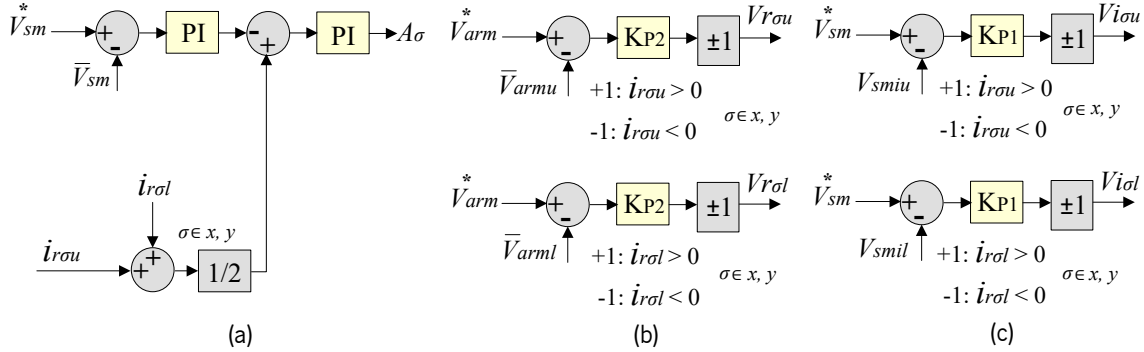 V*sm + - PI - + PI Aσ
V̅sm
irσl
σ∈ x, y
irσu + + 1/2
(a)
V*arm + - KP2 ±1 Vrσu
V̅armu +1: irσu > 0
σ∈ x, y
-1: irσu < 0
V*arm + - KP2 ±1 Vrσl
V̅arml +1: irσl > 0
σ∈ x, y
-1: irσl < 0
(b)
V*sm + - KP1 ±1 Viσu
Vsmiu +1: irσu > 0
σ∈ x, y
-1: irσu < 0
V*sm + - KP1 ±1 Viσl
Vsmil +1: irσl > 0
σ∈ x, y
-1: irσl < 0
(c)